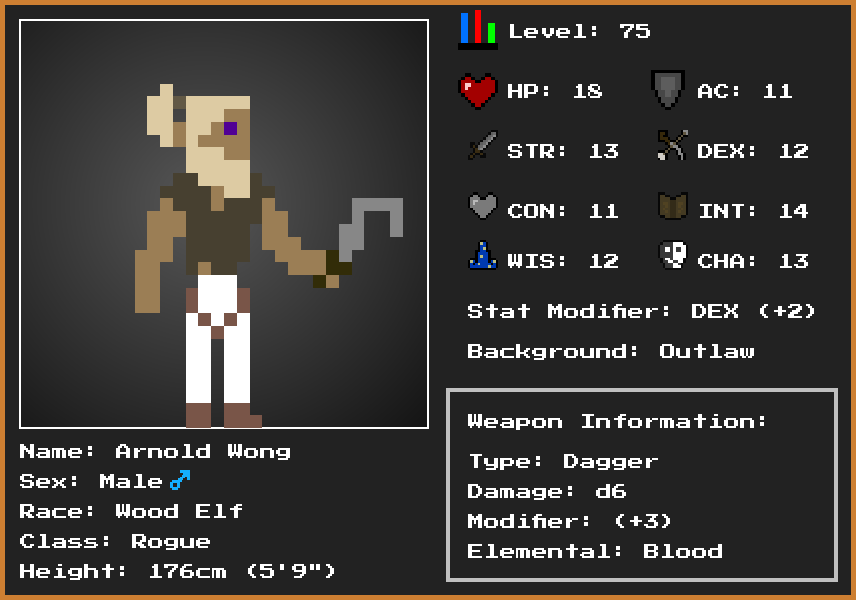 Level: 75
HP: 18 AC: 11
STR: 13 DEX: 12
CON: 11 INT: 14
WIS: 12 CHA: 13
Stat Modifier: DEX (+2)
Background: Outlaw
Weapon Information:
Type: Dagger
Damage: d6
Modifier: (+3)
Elemental: Blood
Name: Arnold Wong
Sex: Male♂
Race: Wood Elf
Class: Rogue
Height: 176cm (5'9")